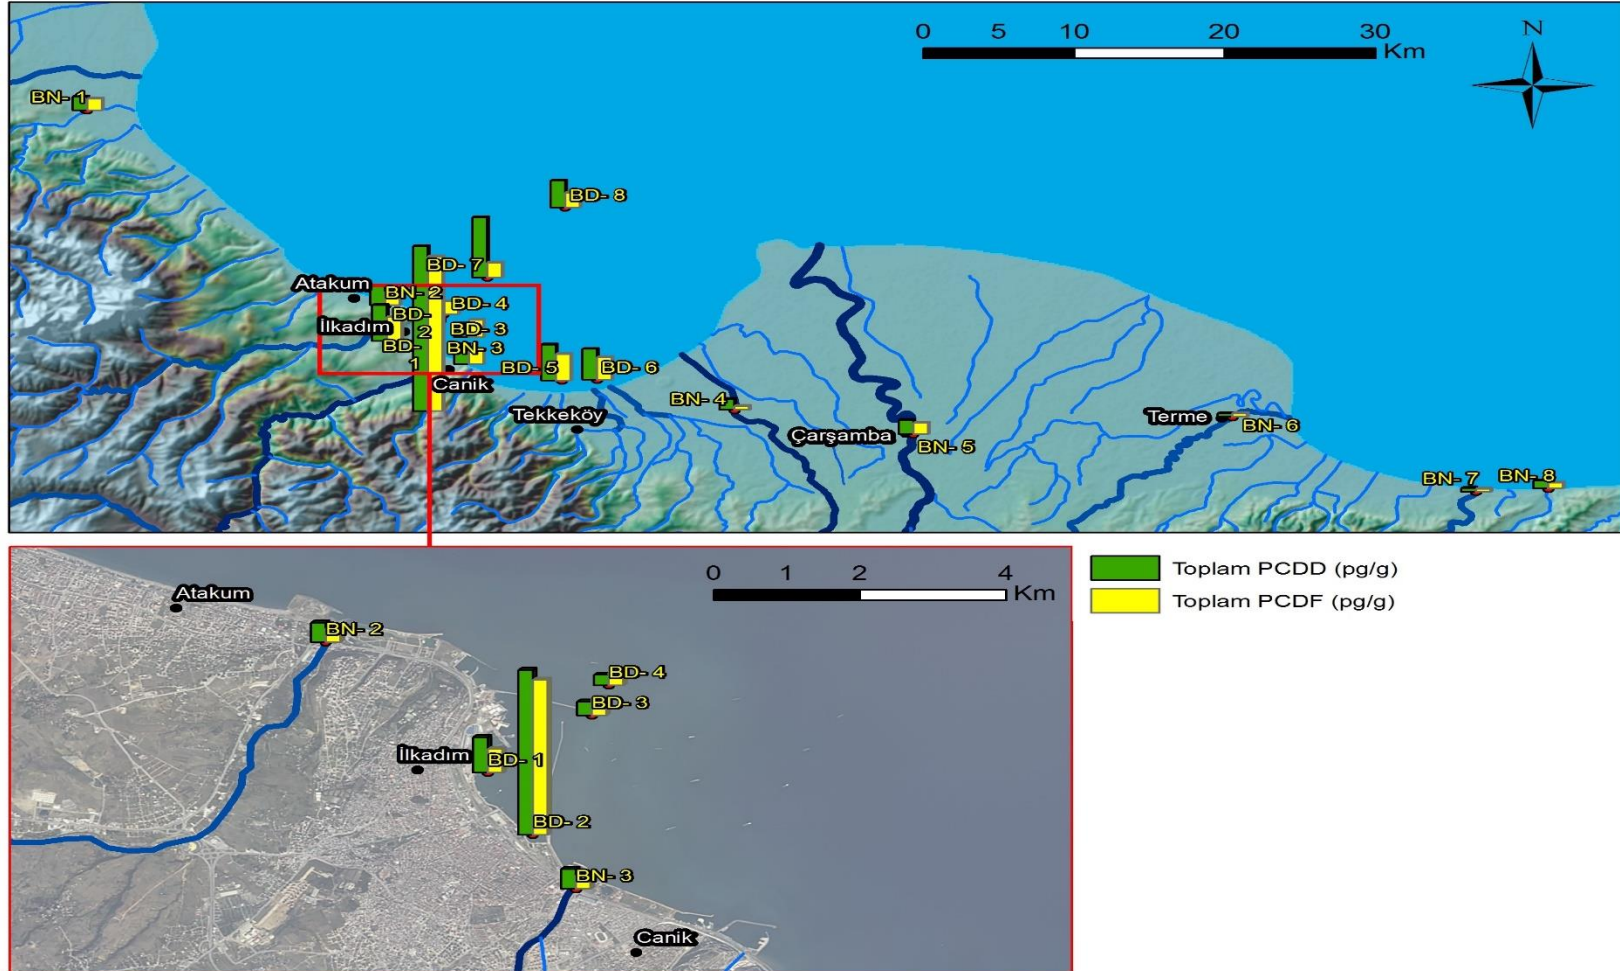 0 5 10 20 30
Km
N
BN- 1
BD- 8
BD- 7
Atakum
BN- 2
BD- 4
İlkadım
BD-
2
BD- 3
BD-
1
BN- 3
BD- 5
BD- 6
Canik
BN- 4
Tekkeköy
Terme
BN- 6
Çarşamba
BN- 5
BN- 7
BN- 8
0 1 2 4
Km
Atakum
BN- 2
BD- 4
BD- 3
İlkadım
BD- 1
BD- 2
BN- 3
Canik
Toplam PCDD (pg/g)
Toplam PCDF (pg/g)